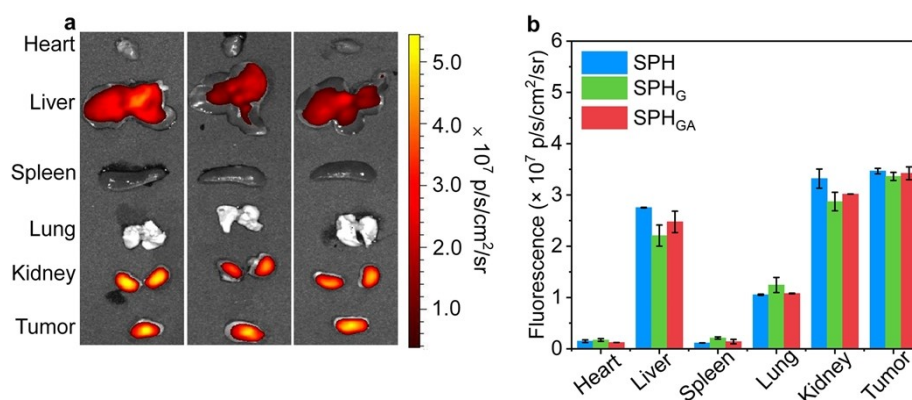 a
Heart
Liver
Spleen
Lung
Kidney
Tumor
5.0
4.0
3.0
2.0
1.0
× 10⁷ p/s/cm²/sr
b
Fluorescence (× 10⁷ p/s/cm²/sr)
6
5
4
3
2
1
0
SPH
SPH_G
SPH_GA
Heart
Liver
Spleen
Lung
Kidney
Tumor